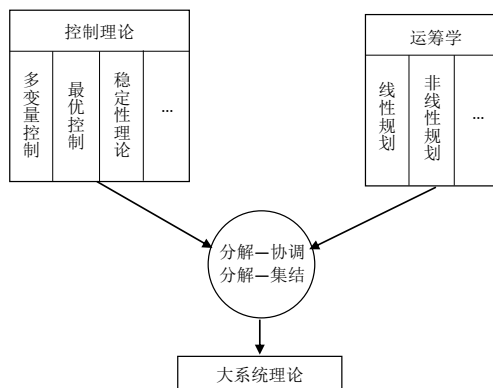 控制理论
多变量控制
最优控制
稳定性理论
…
运筹学
线性规划
非线性规划
…
分解—协调
分解—集结
大系统理论